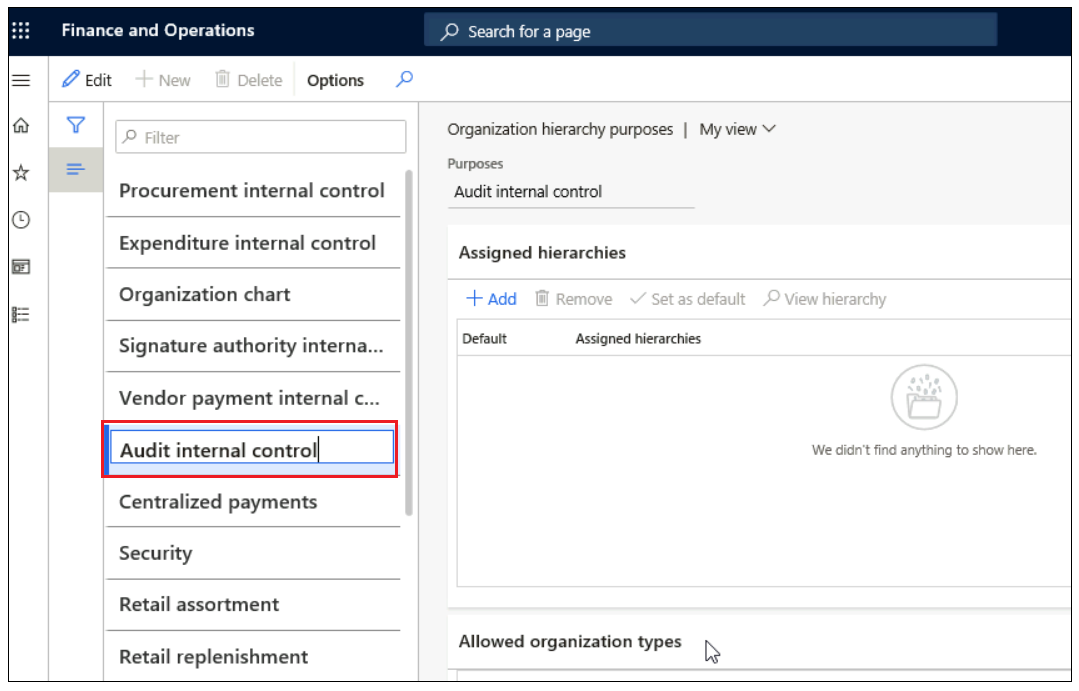 Finance and Operations
Search for a page
Edit
New
Delete
Options
Filter
Procurement internal control
Expenditure internal control
Organization chart
Signature authority interna...
Vendor payment internal c...
Audit internal control
Centralized payments
Security
Retail assortment
Retail replenishment
Organization hierarchy purposes | My view
Purposes
Audit internal control
Assigned hierarchies
Add
Remove
Set as default
View hierarchy
Default
Assigned hierarchies
We didn't find anything to show here.
Allowed organization types